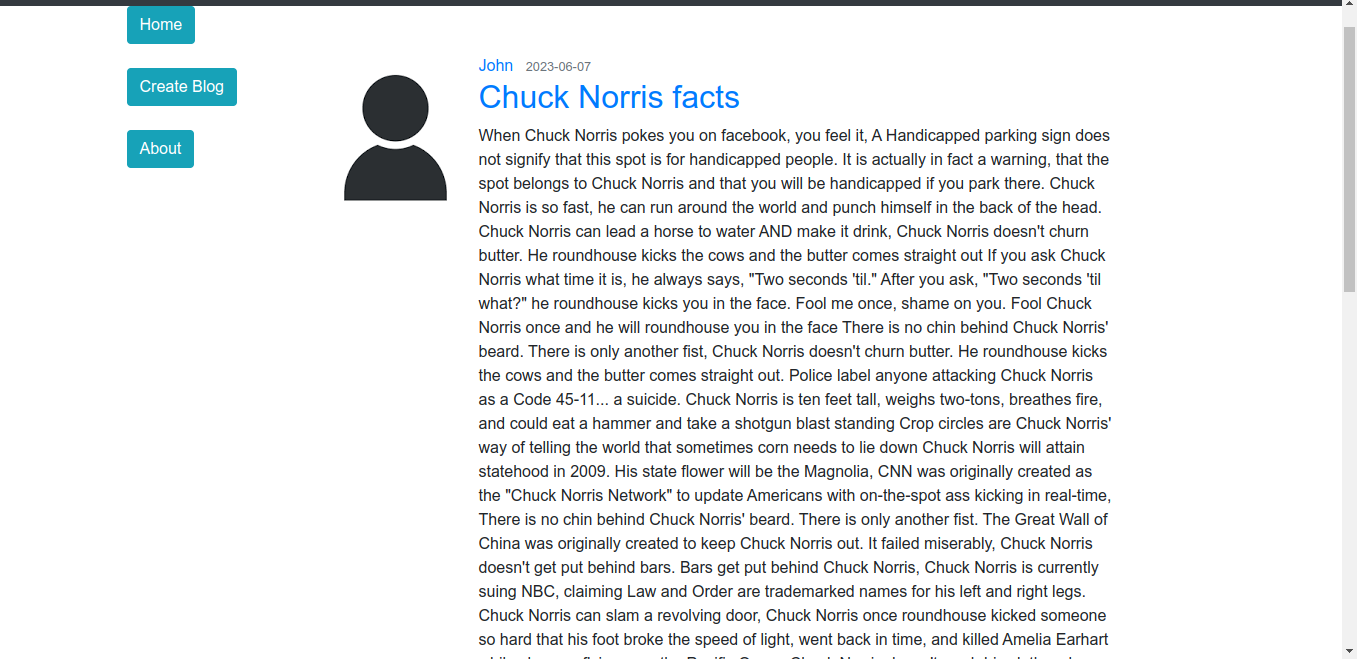 Home
Create Blog
About
John 2023-06-07
Chuck Norris facts
When Chuck Norris pokes you on facebook, you feel it, A Handicapped parking sign does
not signify that this spot is for handicapped people. It is actually in fact a warning, that the
spot belongs to Chuck Norris and that you will be handicapped if you park there. Chuck
Norris is so fast, he can run around the world and punch himself in the back of the head.
Chuck Norris can lead a horse to water AND make it drink, Chuck Norris doesn't churn
butter. He roundhouse kicks the cows and the butter comes straight out If you ask Chuck
Norris what time it is, he always says, "Two seconds 'til." After you ask, "Two seconds 'til
what?" he roundhouse kicks you in the face. Fool me once, shame on you. Fool Chuck
Norris once and he will roundhouse you in the face There is no chin behind Chuck Norris'
beard. There is only another fist, Chuck Norris doesn't churn butter. He roundhouse kicks
the cows and the butter comes straight out. Police label anyone attacking Chuck Norris
as a Code 45-11... a suicide. Chuck Norris is ten feet tall, weighs two-tons, breathes fire,
and could eat a hammer and take a shotgun blast standing Crop circles are Chuck Norris'
way of telling the world that sometimes corn needs to lie down Chuck Norris will attain
statehood in 2009. His state flower will be the Magnolia, CNN was originally created as
the "Chuck Norris Network" to update Americans with on-the-spot ass kicking in real-time,
There is no chin behind Chuck Norris' beard. There is only another fist. The Great Wall of
China was originally created to keep Chuck Norris out. It failed miserably, Chuck Norris
doesn't get put behind bars. Bars get put behind Chuck Norris, Chuck Norris is currently
suing NBC, claiming Law and Order are trademarked names for his left and right legs.
Chuck Norris can slam a revolving door, Chuck Norris once roundhouse kicked someone
so hard that his foot broke the speed of light, went back in time, and killed Amelia Earhart